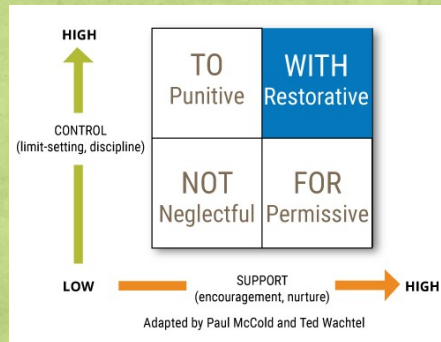 HIGH
TO
Punitive
WITH
Restorative
CONTROL
(limit-setting, discipline)
NOT
Neglectful
FOR
Permissive
LOW
SUPPORT
(encouragement, nurture)
HIGH
Adapted by Paul McCold and Ted Wachtel